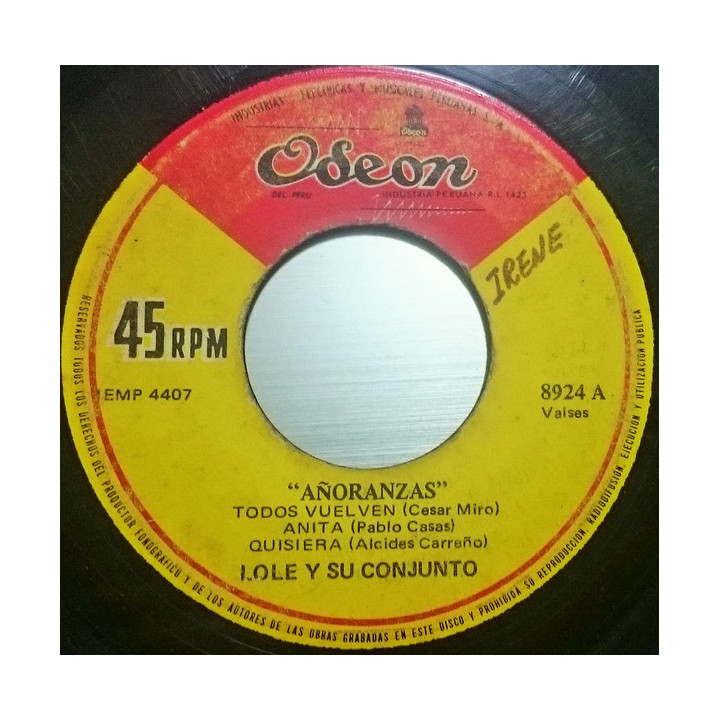 INDUSTRIAS ELECTRICAS Y MUSICALES PERUANAS S.A.
Odeon
Odeon
DEL PERU INDUSTRIA PERUANA R.I. 1423
IRENE
45 RPM
EMP 4407
8924 A
Valses
"AÑORANZAS"
TODOS VUELVEN (Cesar Miro)
ANITA (Pablo Casas)
QUISIERA (Alcides Carreño)
LOLE Y SU CONJUNTO
RESERVADOS TODOS LOS DERECHOS DEL PRODUCTOR FONOGRAFICO Y DE LOS AUTORES DE LAS OBRAS GRABADAS EN ESTE DISCO Y PROHIBIDA SU REPRODUCCION, RADIODIFUSION, EJECUCION Y UTILIZACION PUBLICA